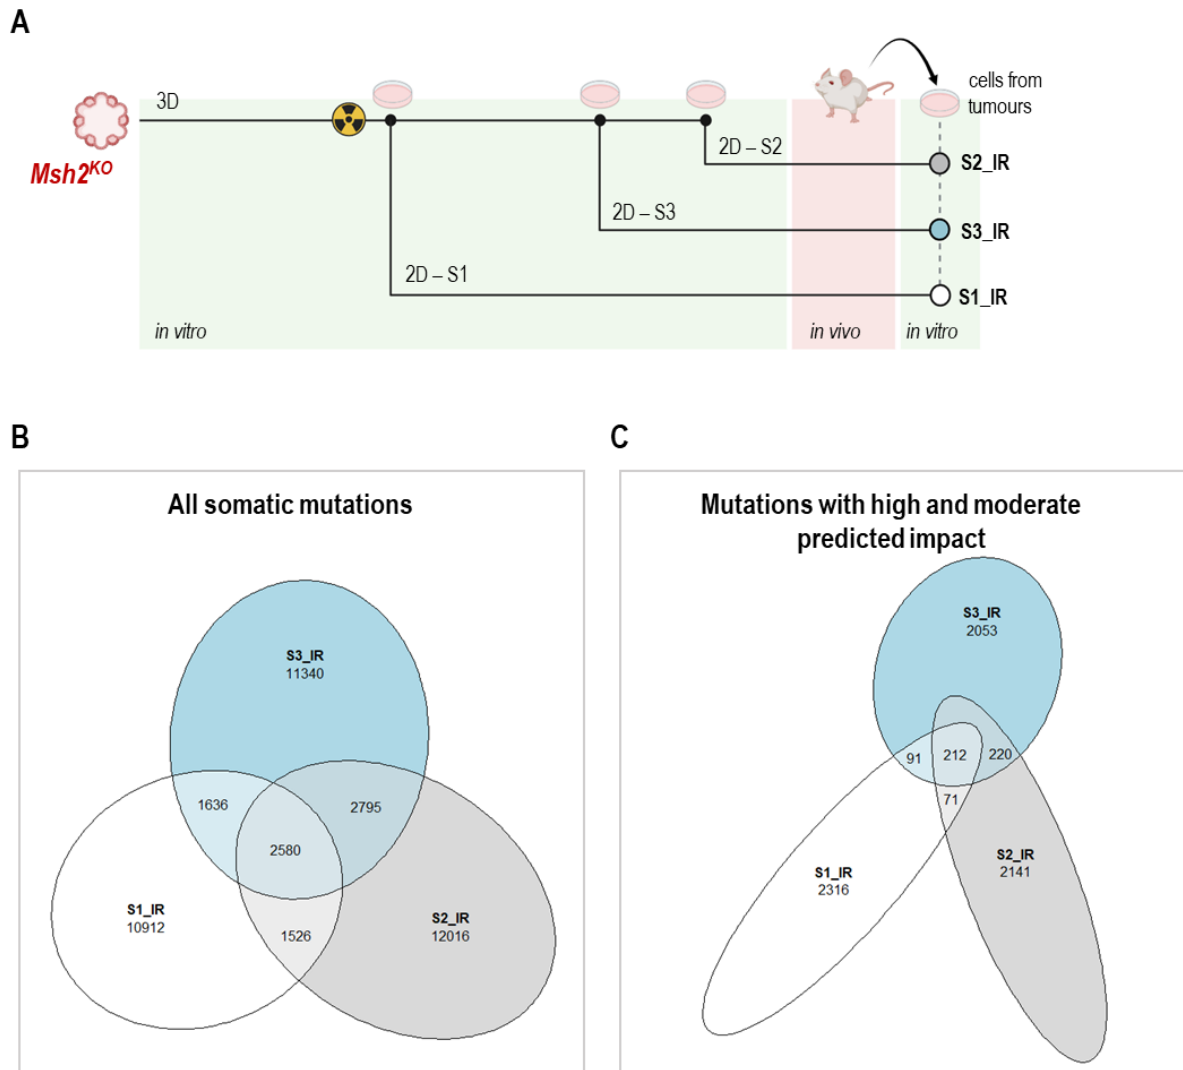 A
3D
Msh2KO
cells from
tumours
2D – S2
S2_IR
2D – S3
S3_IR
2D – S1
S1_IR
in vitro
in vivo
in vitro
B
All somatic mutations
S3_IR
11340
1636
2795
2580
S1_IR
10912
1526
S2_IR
12016
C
Mutations with high and moderate
predicted impact
S3_IR
2053
91
212
220
71
S1_IR
2316
S2_IR
2141